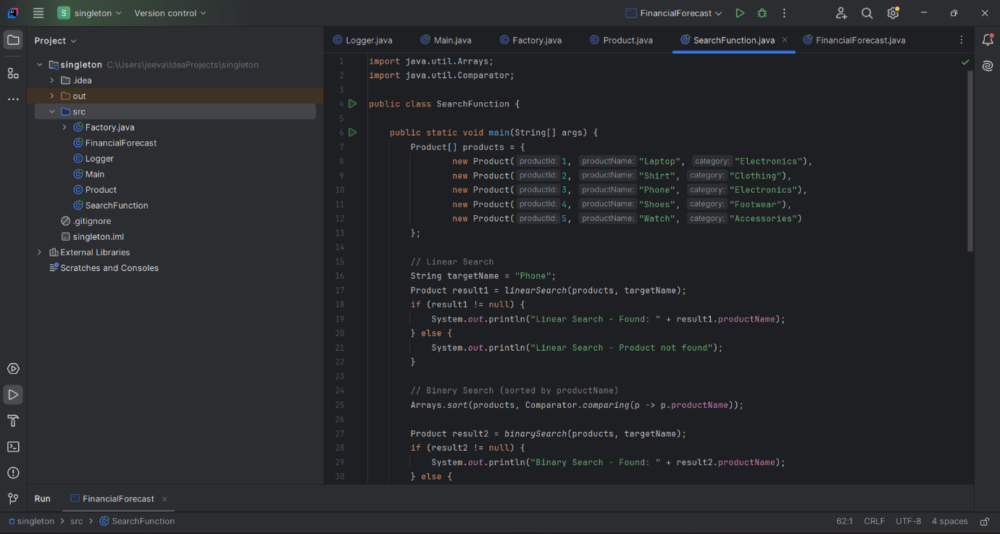 S singleton Version control FinancialForecast
Project
singleton C:\Users\jeeva\IdeaProjects\singleton
.idea
out
src
Factory.java
FinancialForecast
Logger
Main
Product
SearchFunction
.gitignore
singleton.iml
External Libraries
Scratches and Consoles
Logger.java Main.java Factory.java Product.java SearchFunction.java FinancialForecast.java
1 import java.util.Arrays;
2 import java.util.Comparator;
3
4 public class SearchFunction {
5
6 public static void main(String[] args) {
7 Product[] products = {
8 new Product( productId: 1, productName: "Laptop", category: "Electronics"),
9 new Product( productId: 2, productName: "Shirt", category: "Clothing"),
10 new Product( productId: 3, productName: "Phone", category: "Electronics"),
11 new Product( productId: 4, productName: "Shoes", category: "Footwear"),
12 new Product( productId: 5, productName: "Watch", category: "Accessories")
13 };
14
15 // Linear Search
16 String targetName = "Phone";
17 Product result1 = linearSearch(products, targetName);
18 if (result1 != null) {
19 System.out.println("Linear Search - Found: " + result1.productName);
20 } else {
21 System.out.println("Linear Search - Product not found");
22 }
23
24 // Binary Search (sorted by productName)
25 Arrays.sort(products, Comparator.comparing(p -> p.productName));
26
27 Product result2 = binarySearch(products, targetName);
28 if (result2 != null) {
29 System.out.println("Binary Search - Found: " + result2.productName);
30 } else {
Run FinancialForecast
singleton > src > SearchFunction 62:1 CRLF UTF-8 4 spaces